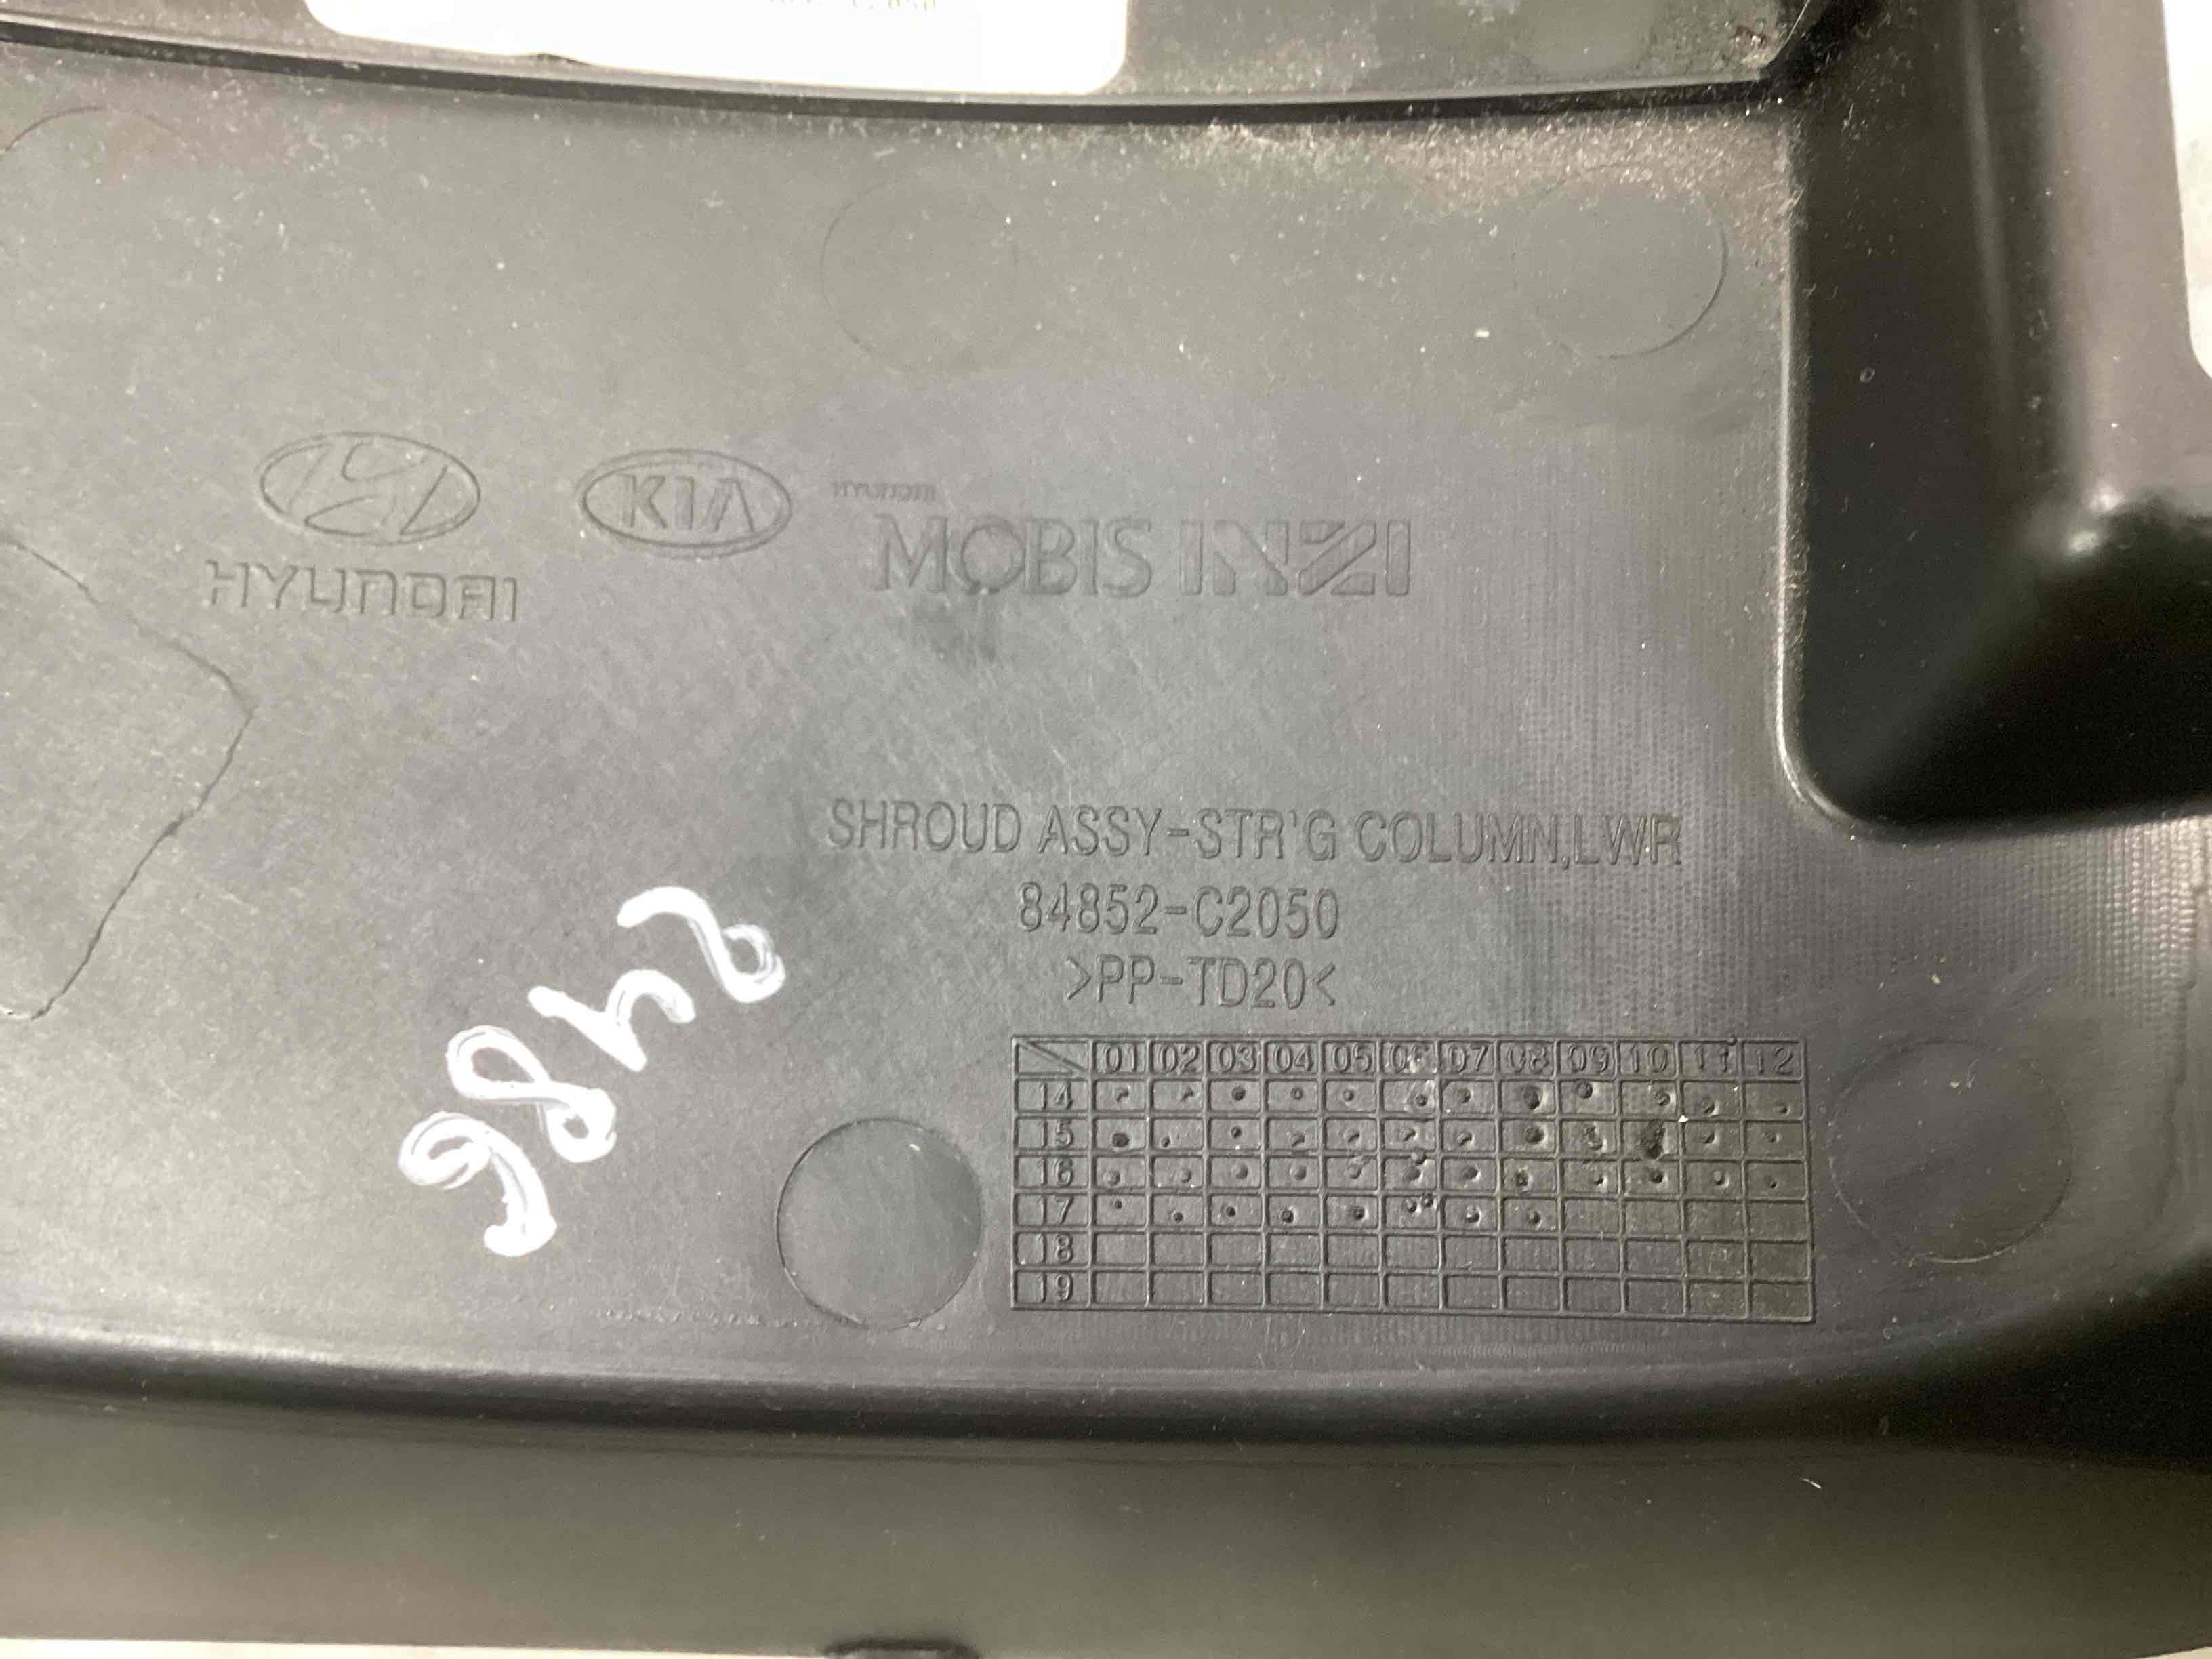 HYUNDAI
KIA
HYUNDAI
MOBIS INZI
SHROUD ASSY-STR'G COLUMN,LWR
84852-C2050
>PP-TD20<
01 02 03 04 05 06 07 08 09 10 11 12
14
15
16
17
18
19